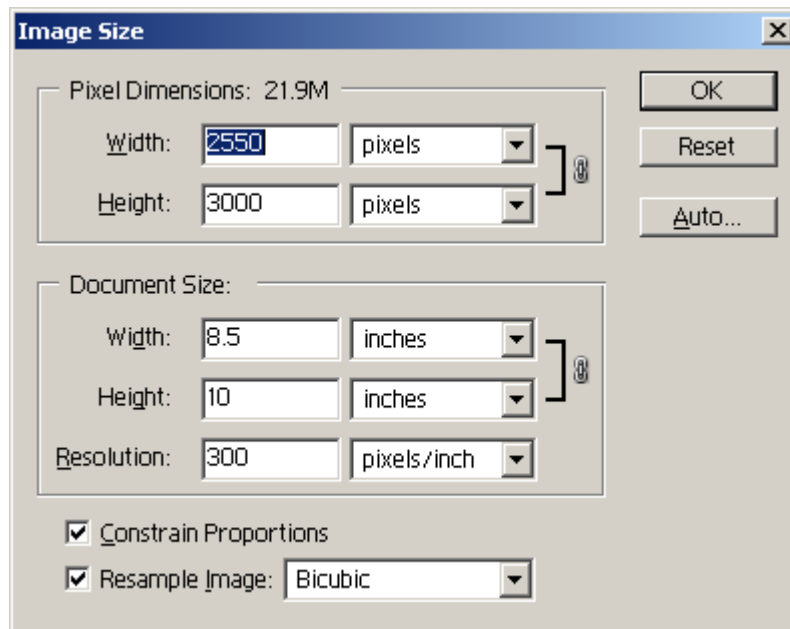 Image Size
Pixel Dimensions: 21.9M
OK
Width: 2550 pixels
Reset
Height: 3000 pixels
Auto...
Document Size:
Width: 8.5 inches
Height: 10 inches
Resolution: 300 pixels/inch
Constrain Proportions
Resample Image: Bicubic